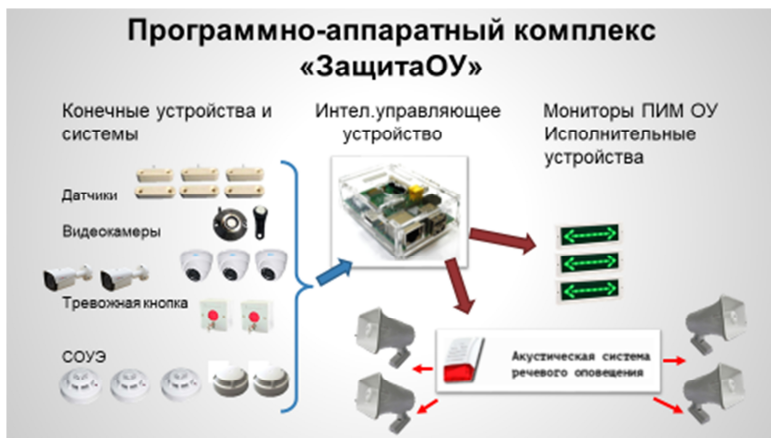 Программно-аппаратный комплекс
«ЗащитаОУ»
Конечные устройства и
системы
Интел.управляющее
устройство
Мониторы ПИМ ОУ
Исполнительные
устройства
Датчики
Видеокамеры
Тревожная кнопка
СОУЭ
Акустическая система
речевого оповещения